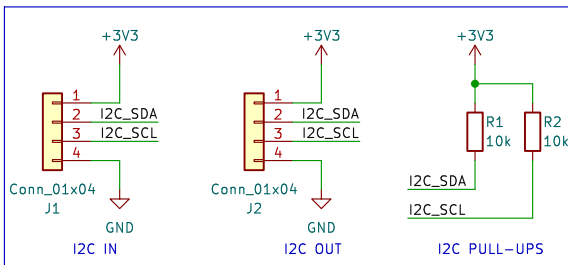 +3V3 +3V3 +3V3
1 1
2 I2C_SDA 2 I2C_SDA R1 R2
3 I2C_SCL 3 I2C_SCL 10k 10k
4 4
Conn_01x04 Conn_01x04 I2C_SDA
J1 J2 I2C_SCL
GND GND
I2C IN I2C OUT I2C PULL-UPS